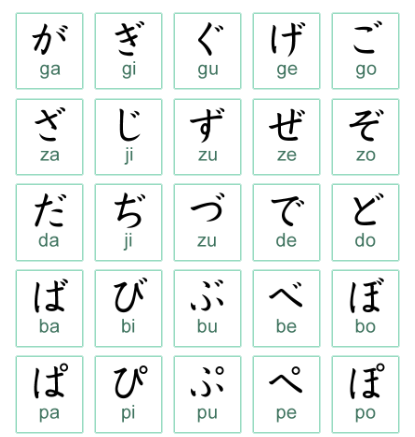 が ぎ ぐ げ ご
ga gi gu ge go
ざ じ ず ぜ ぞ
za ji zu ze zo
だ ぢ づ で ど
da ji zu de do
ば び ぶ べ ぼ
ba bi bu be bo
ぱ ぴ ぷ ぺ ぽ
pa pi pu pe po